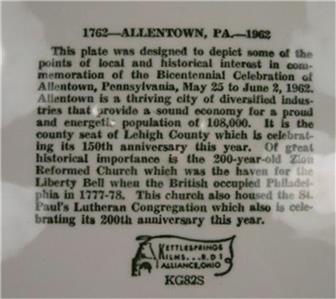 1762—ALLENTOWN, PA.—1962
This plate was designed to depict some of the
points of local and historical interest in com-
memoration of the Bicentennial Celebration of
Allentown, Pennsylvania, May 25 to June 2, 1962.
Allentown is a thriving city of diversified indus-
tries that provide a sound economy for a proud
and energetic population of 108,000. It is the
county seat of Lehigh County which is celebrat-
ing its 150th anniversary this year. Of great
historical importance is the 200-year-old Zion
Reformed Church which was the haven for the
Liberty Bell when the British occupied Philadel-
phia in 1777-78. This church also housed the St.
Paul's Lutheran Congregation which also is cele-
brating its 200th anniversary this year.
KETTLESPRINGS
KILNS...R.D 1
ALLIANCE, OHIO
KG82S